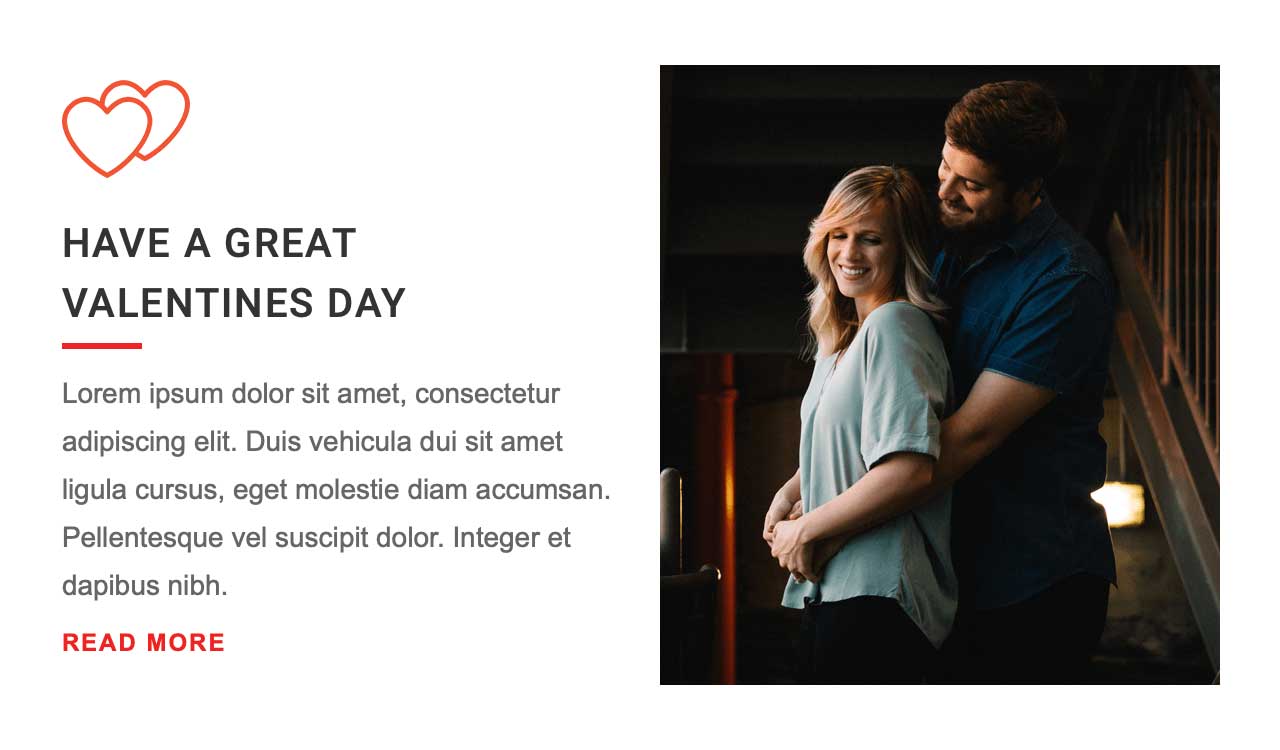 HAVE A GREAT
VALENTINES DAY
Lorem ipsum dolor sit amet, consectetur
adipiscing elit. Duis vehicula dui sit amet
ligula cursus, eget molestie diam accumsan.
Pellentesque vel suscipit dolor. Integer et
dapibus nibh.
READ MORE